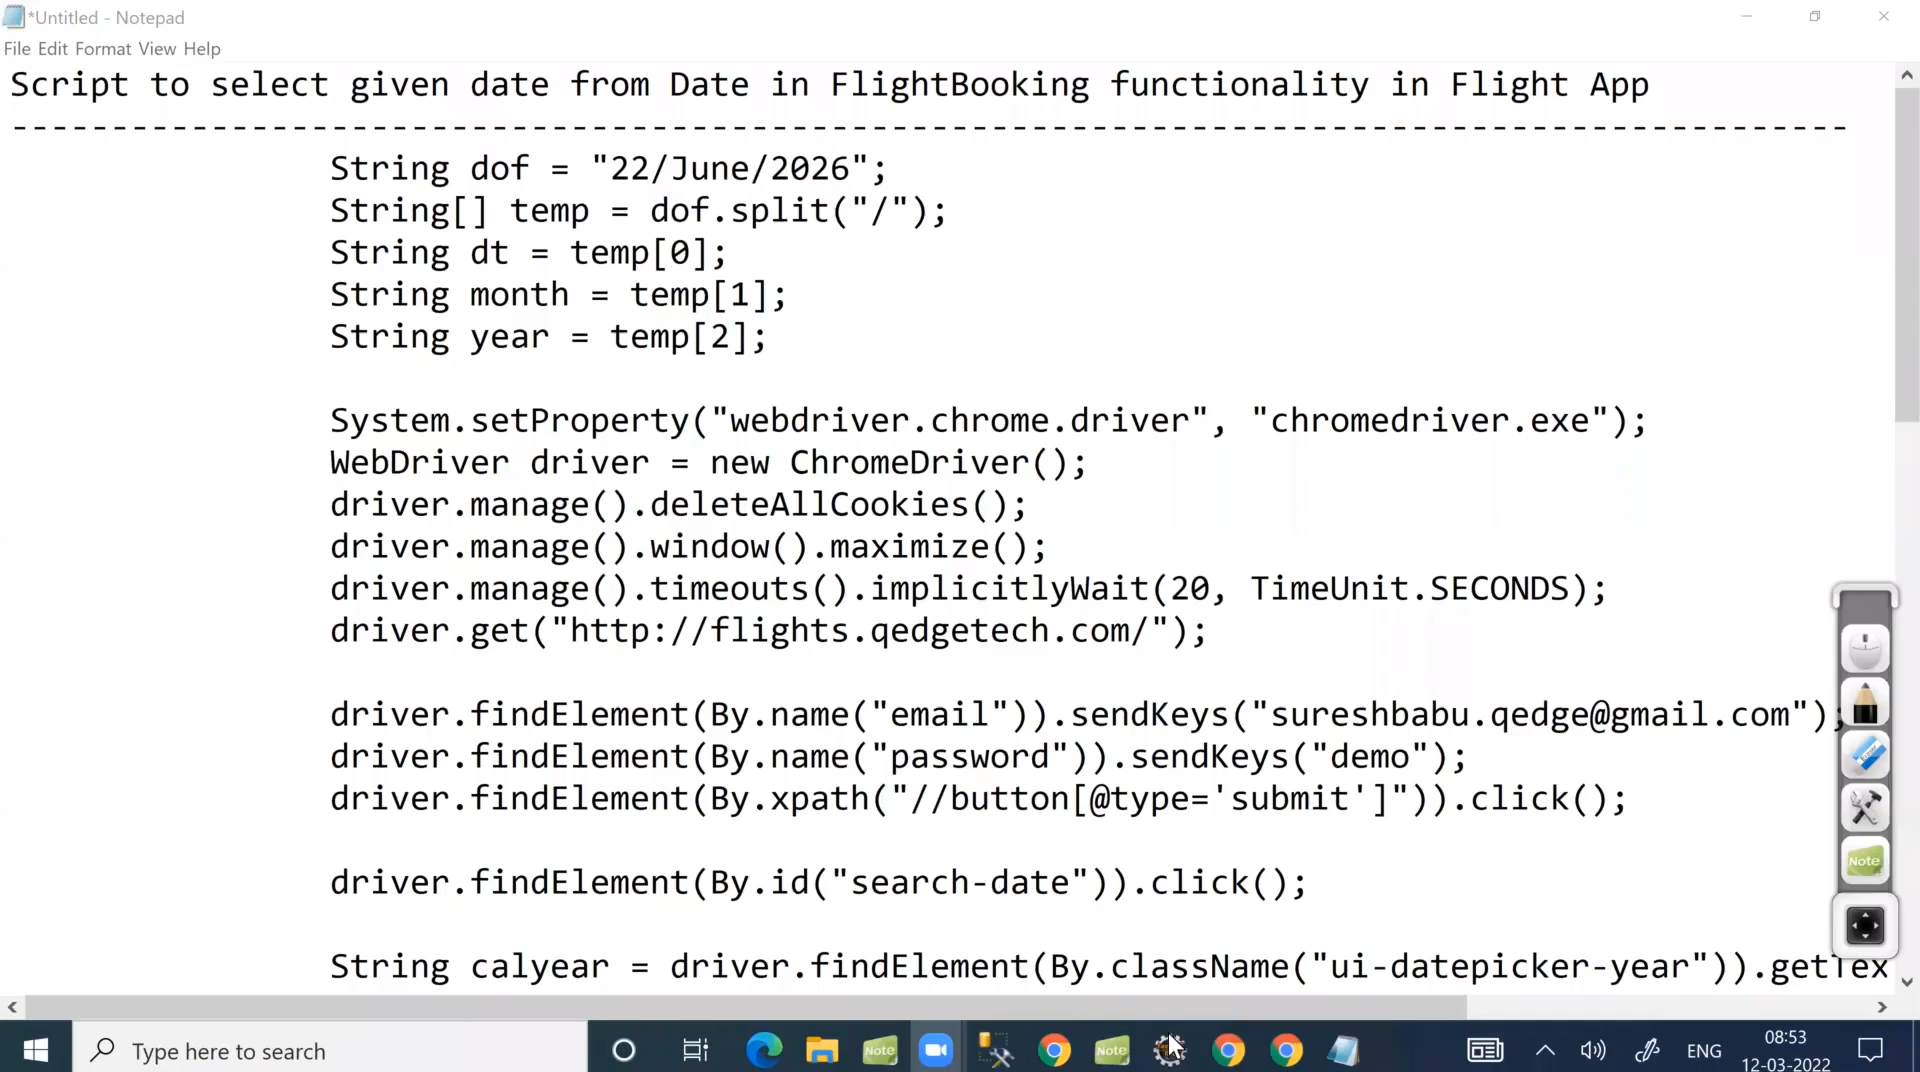 *Untitled - Notepad
File Edit Format View Help
Script to select given date from Date in FlightBooking functionality in Flight App
--------------------------------------------------------------------------------------------
String dof = "22/June/2026";
String[] temp = dof.split("/");
String dt = temp[0];
String month = temp[1];
String year = temp[2];
System.setProperty("webdriver.chrome.driver", "chromedriver.exe");
WebDriver driver = new ChromeDriver();
driver.manage().deleteAllCookies();
driver.manage().window().maximize();
driver.manage().timeouts().implicitlyWait(20, TimeUnit.SECONDS);
driver.get("http://flights.qedgetech.com/");
driver.findElement(By.name("email")).sendKeys("sureshbabu.qedge@gmail.com");
driver.findElement(By.name("password")).sendKeys("demo");
driver.findElement(By.xpath("//button[@type='submit']")).click();
driver.findElement(By.id("search-date")).click();
String calyear = driver.findElement(By.className("ui-datepicker-year")).getTex
Note
Type here to search
Note
Note
ENG
08:53
12-03-2022